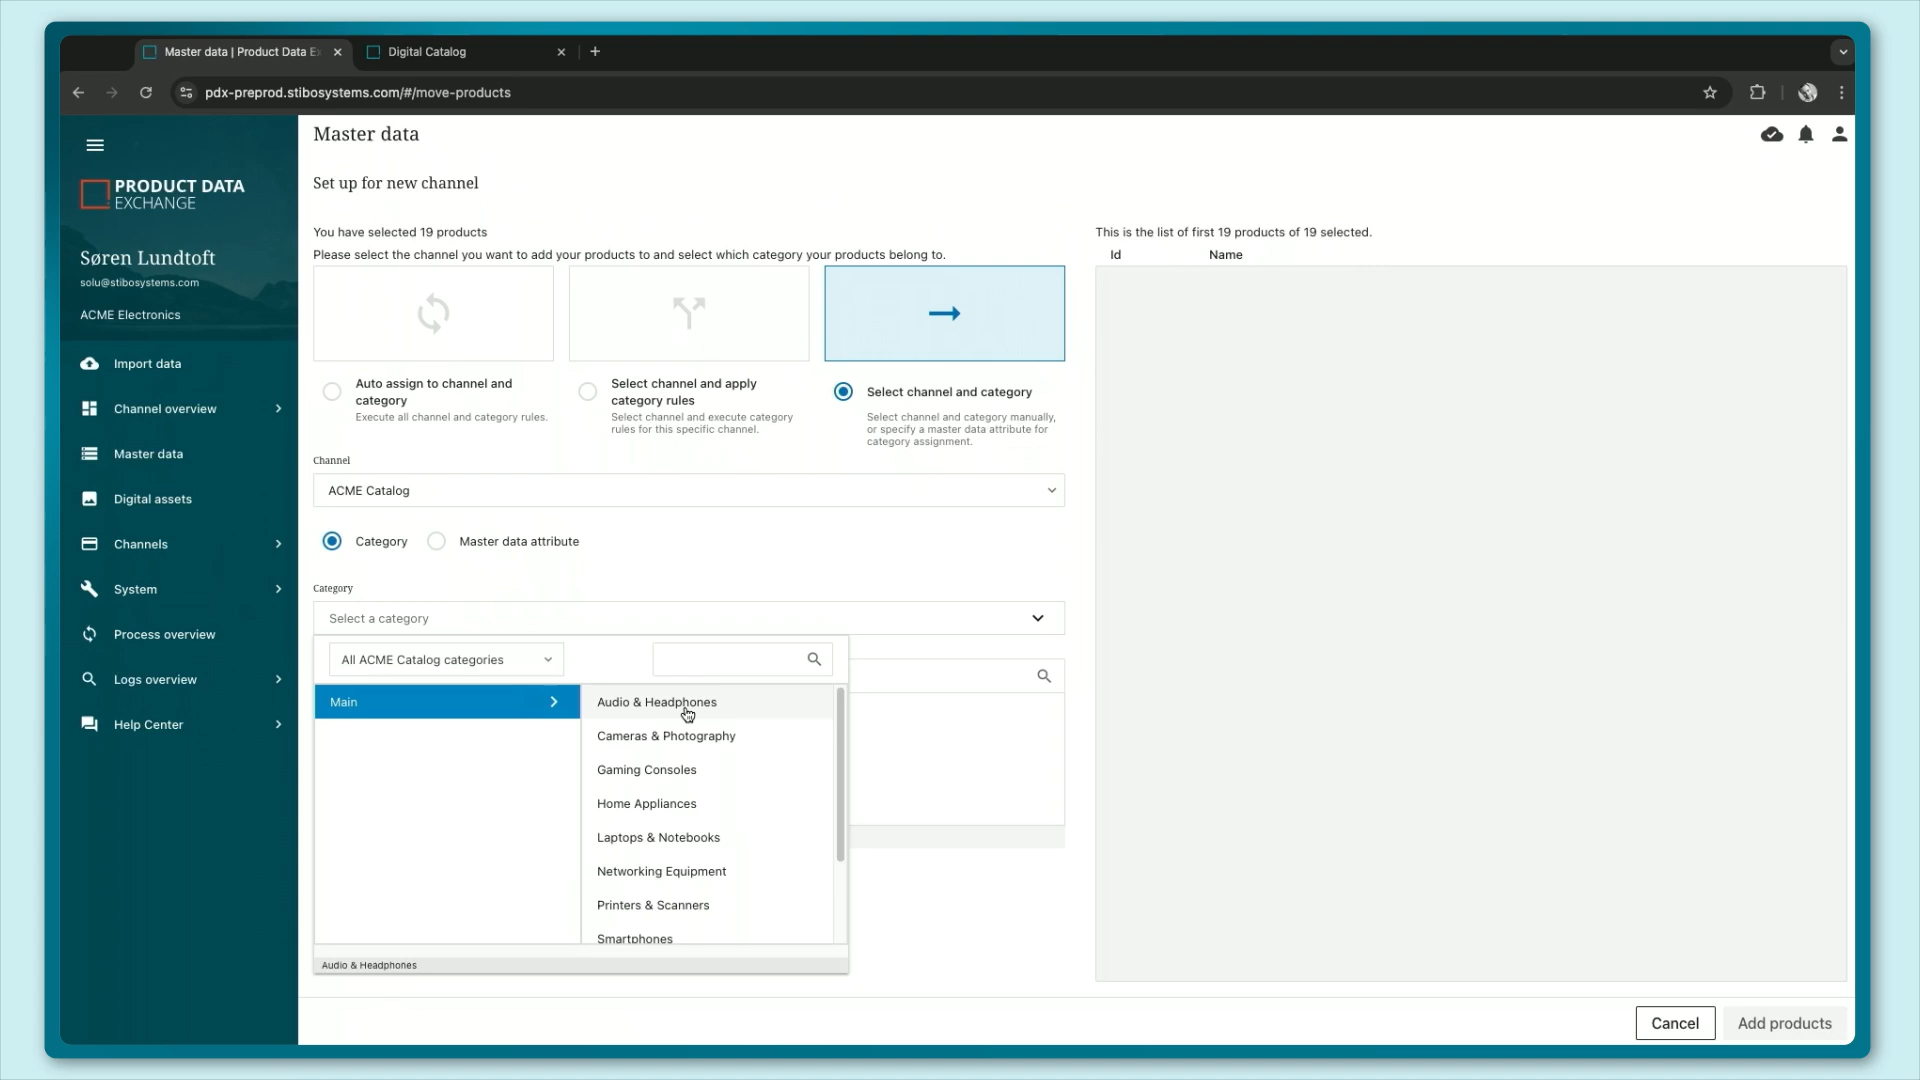 Master data | Product Data Ex
Digital Catalog
pdx-preprod.stibosystems.com/#/move-products
Master data
PRODUCT DATA
EXCHANGE
Søren Lundtoft
solu@stibosystems.com
ACME Electronics
Import data
Channel overview
Master data
Digital assets
Channels
System
Process overview
Logs overview
Help Center
Set up for new channel
You have selected 19 products
Please select the channel you want to add your products to and select which category your products belong to.
Auto assign to channel and
category
Execute all channel and category rules.
Select channel and apply
category rules
Select channel and execute category
rules for this specific channel.
Select channel and category
Select channel and category manually,
or specify a master data attribute for
category assignment.
Channel
ACME Catalog
Category
Master data attribute
Category
Select a category
All ACME Catalog categories
Main
Audio & Headphones
Cameras & Photography
Gaming Consoles
Home Appliances
Laptops & Notebooks
Networking Equipment
Printers & Scanners
Smartphones
Audio & Headphones
This is the list of first 19 products of 19 selected.
Id
Name
Cancel
Add products